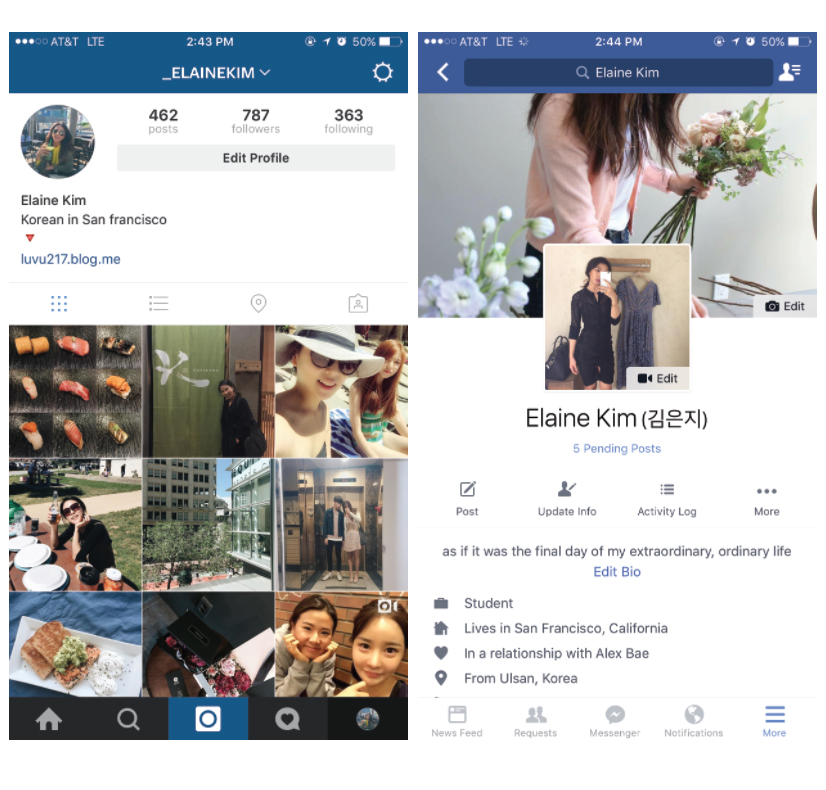 AT&T LTE 2:43 PM 50%
_ELAINEKIM
462 787 363
posts followers following
Edit Profile
Elaine Kim
Korean in San francisco
luvu217.blog.me
AT&T LTE 2:44 PM 50%
Elaine Kim
Edit
Edit
Elaine Kim (김은지)
5 Pending Posts
Post Update Info Activity Log More
as if it was the final day of my extraordinary, ordinary life
Edit Bio
Student
Lives in San Francisco, California
In a relationship with Alex Bae
From Ulsan, Korea
News Feed Requests Messenger Notifications More